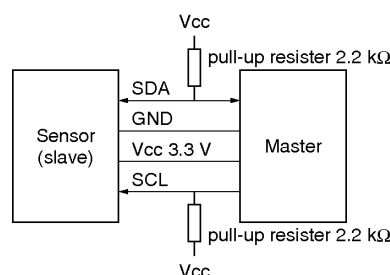 Vcc
pull-up resister 2.2 kΩ
SDA
GND
Sensor
(slave)
Vcc 3.3 V
Master
SCL
pull-up resister 2.2 kΩ
Vcc